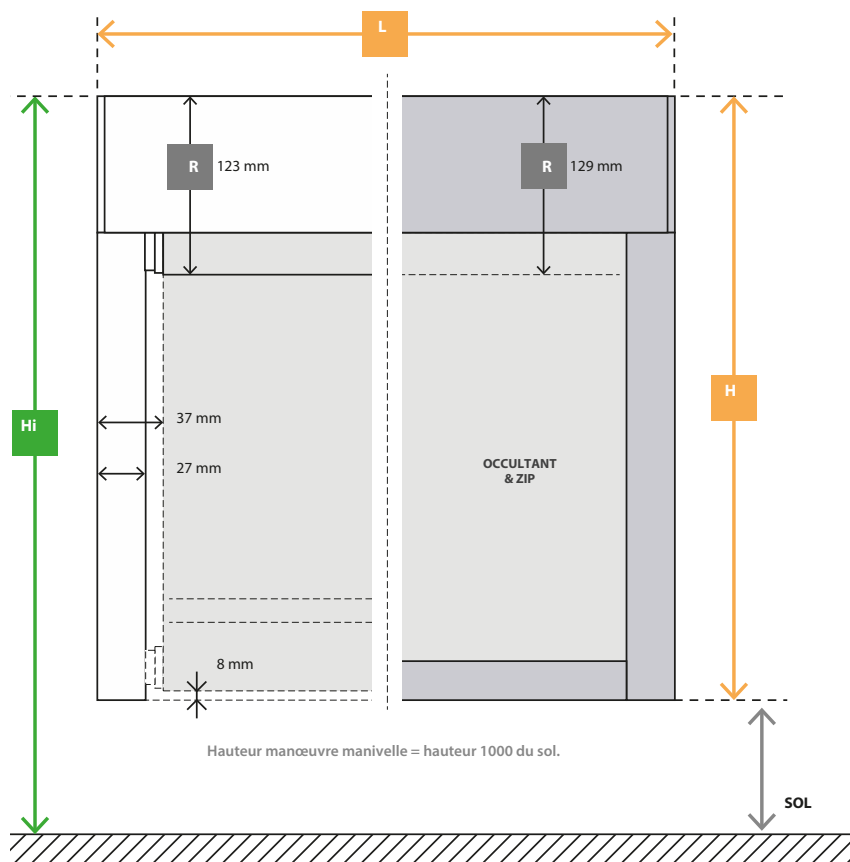 L
R 123 mm
R 129 mm
37 mm
Hi
H
27 mm
OCCULTANT
& ZIP
8 mm
Hauteur manœuvre manivelle = hauteur 1000 du sol.
SOL